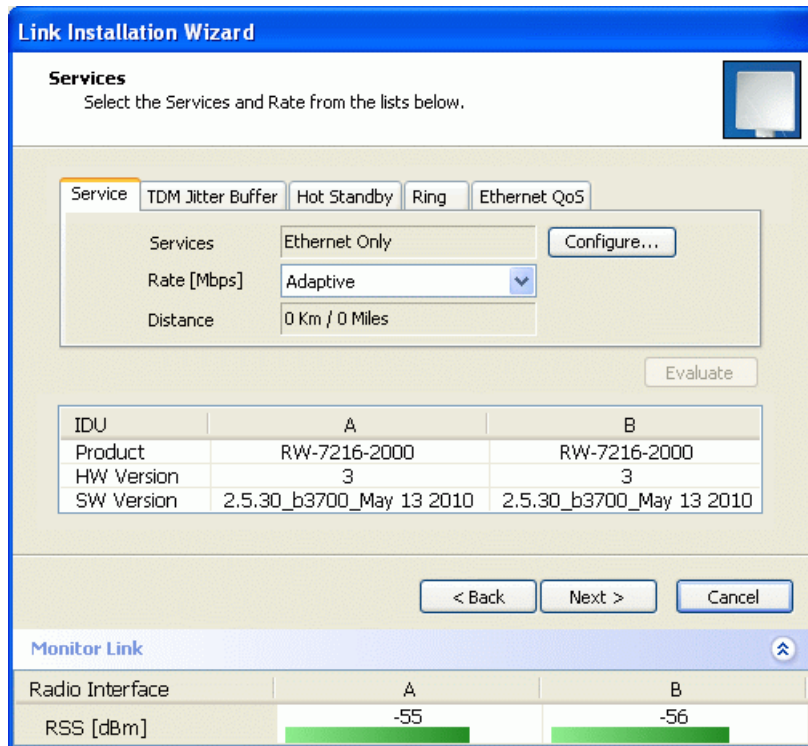 Link Installation Wizard
Services
Select the Services and Rate from the lists below.
Service TDM Jitter Buffer Hot Standby Ring Ethernet QoS
Services Ethernet Only Configure...
Rate [Mbps] Adaptive
Distance 0 Km / 0 Miles
Evaluate
IDU A B
Product RW-7216-2000 RW-7216-2000
HW Version 3 3
SW Version 2.5.30_b3700_May 13 2010 2.5.30_b3700_May 13 2010
< Back Next > Cancel
Monitor Link
Radio Interface A B
RSS [dBm] -55 -56